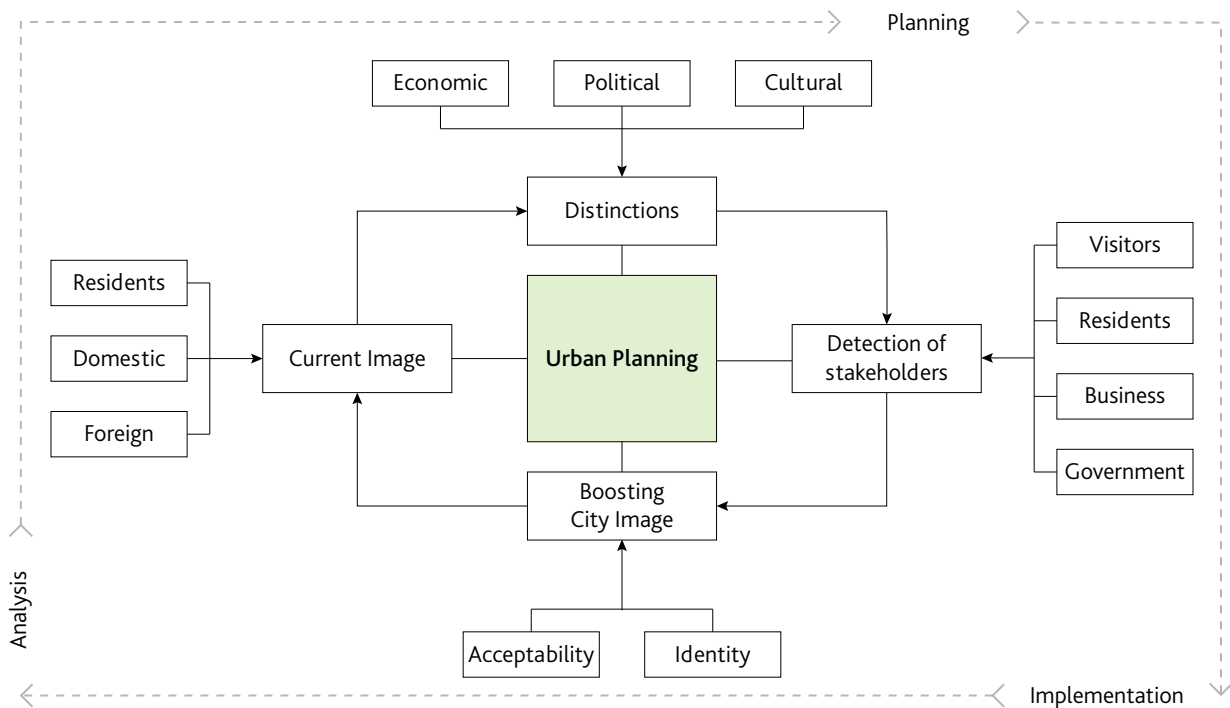 Planning
Economic
Political
Cultural
Distinctions
Visitors
Residents
Residents
Domestic
Current Image
Urban Planning
Detection of
stakeholders
Business
Foreign
Government
Boosting
City Image
Analysis
Acceptability
Identity
Implementation